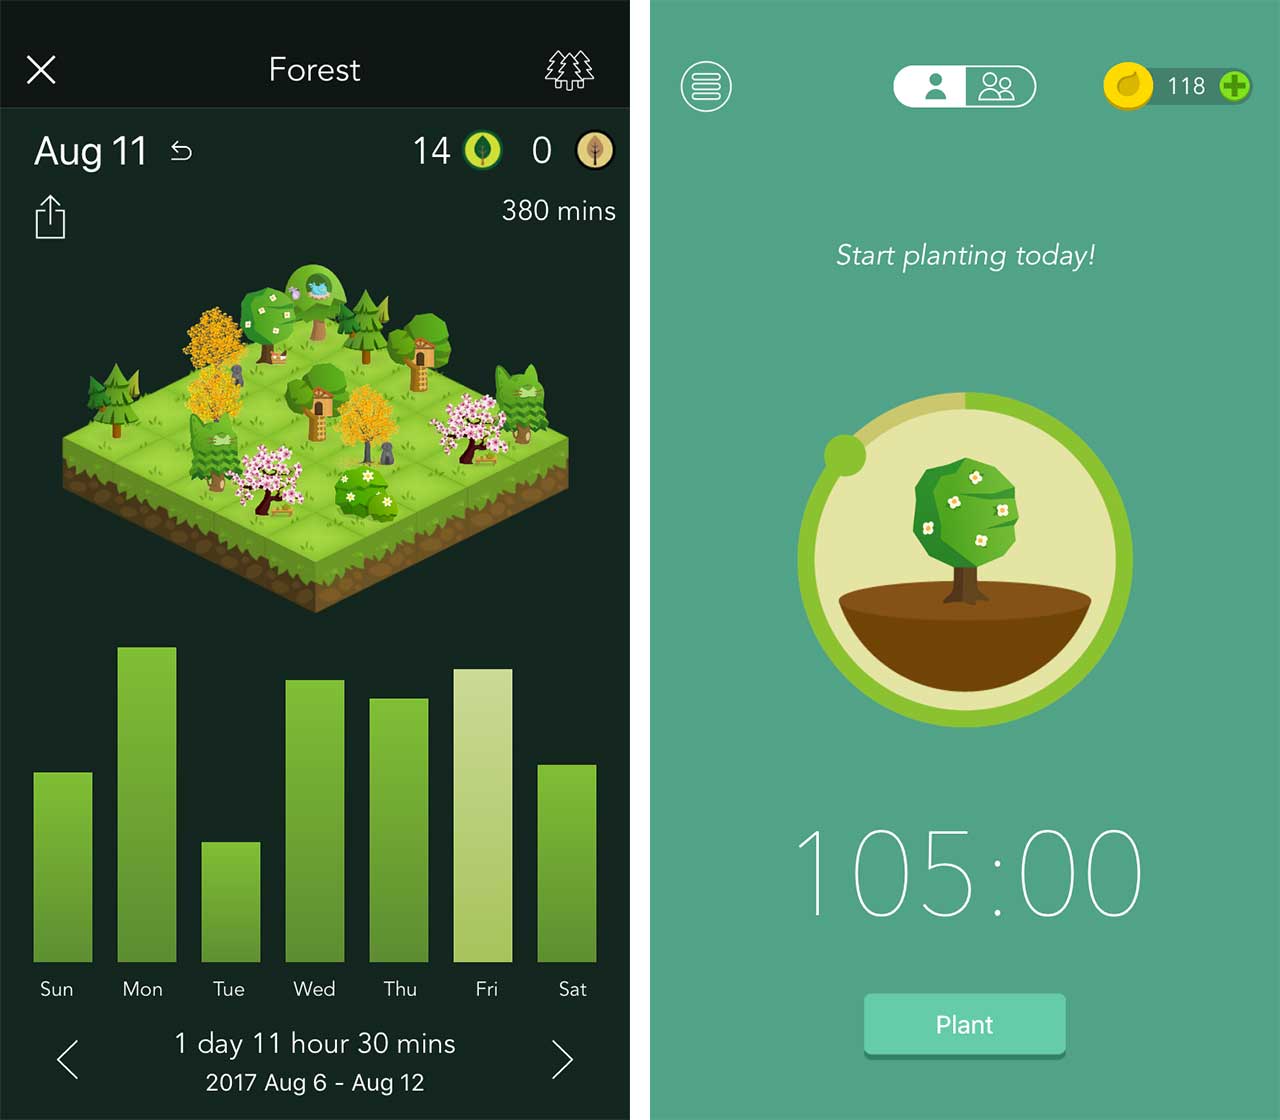 Forest
Aug 11
14 0
380 mins
Sun Mon Tue Wed Thu Fri Sat
1 day 11 hour 30 mins
2017 Aug 6 - Aug 12
118
Start planting today!
105:00
Plant